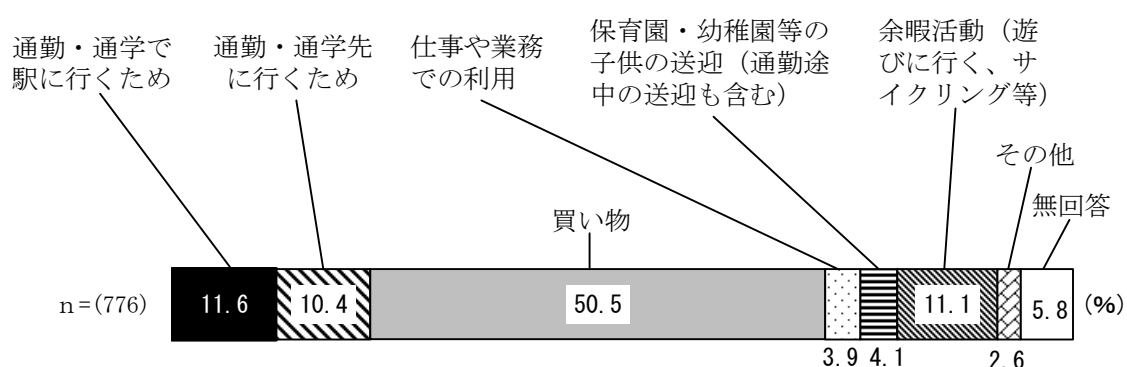 通勤・通学で
駅に行くため
通勤・通学先
に行くため
仕事や業務
での利用
保育園・幼稚園等の
子供の送迎（通勤途
中の送迎も含む）
余暇活動（遊
びに行く、サ
イクリング等）
その他
無回答
買い物
n=(776)
11.6
10.4
50.5
3.9
4.1
11.1
2.6
5.8
(%)